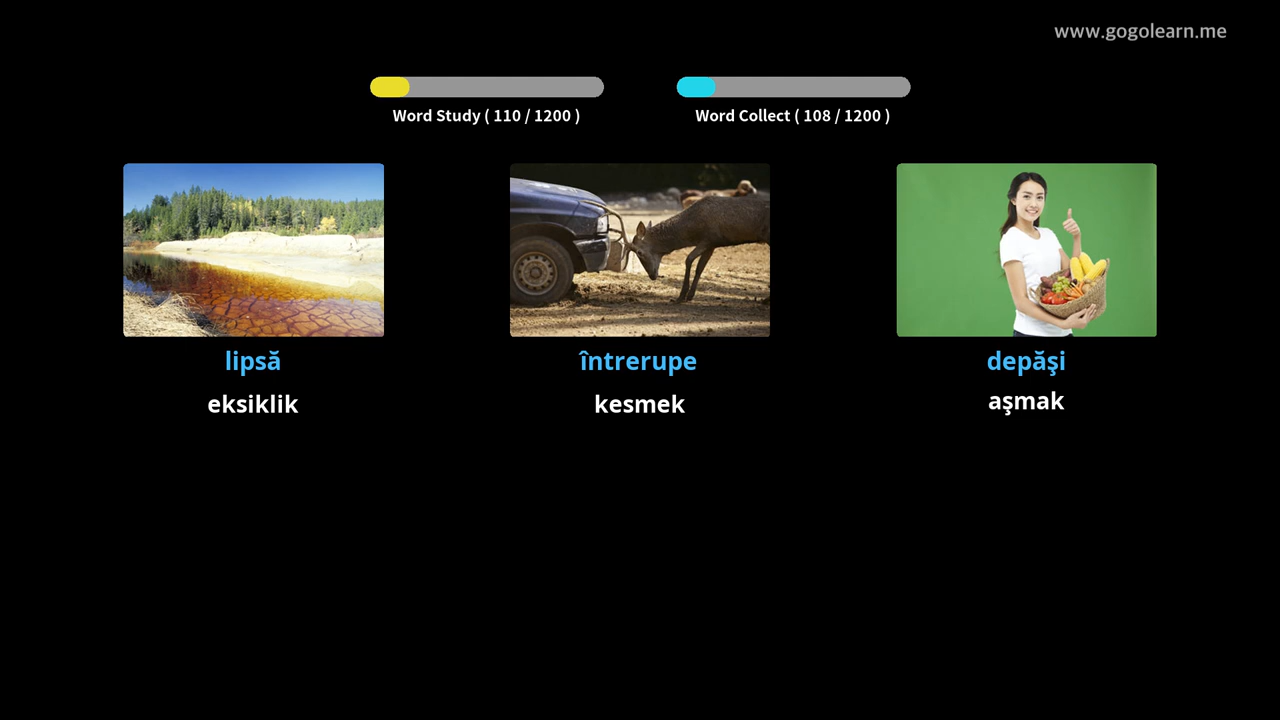 www.gogolearn.me
Word Study ( 110 / 1200 )
Word Collect ( 108 / 1200 )
lipsă
întrerupe
depăşi
eksiklik
kesmek
aşmak